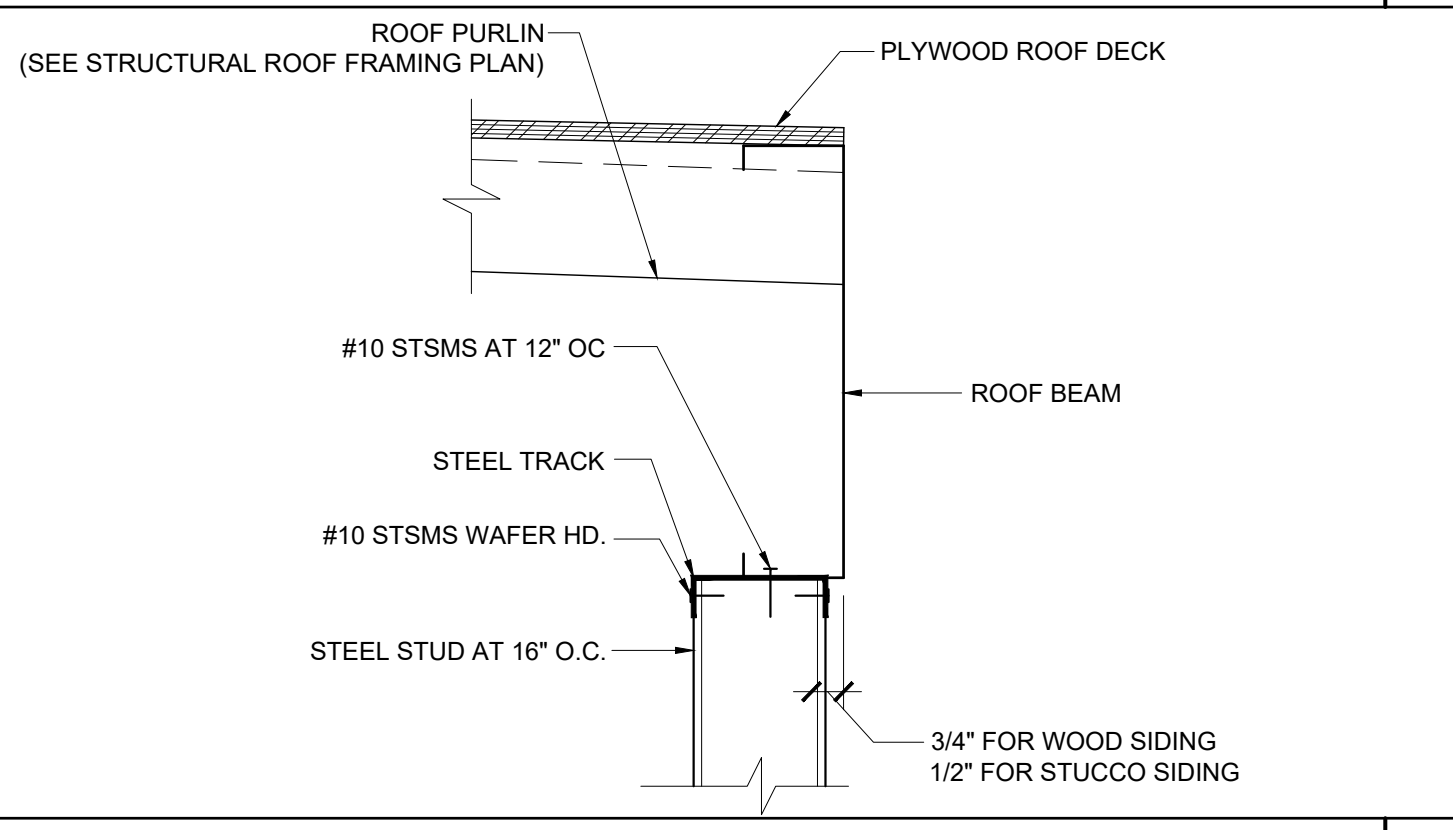 ROOF PURLIN
(SEE STRUCTURAL ROOF FRAMING PLAN)
PLYWOOD ROOF DECK
#10 STSMS AT 12" OC
ROOF BEAM
STEEL TRACK
#10 STSMS WAFER HD.
STEEL STUD AT 16" O.C.
3/4" FOR WOOD SIDING
1/2" FOR STUCCO SIDING